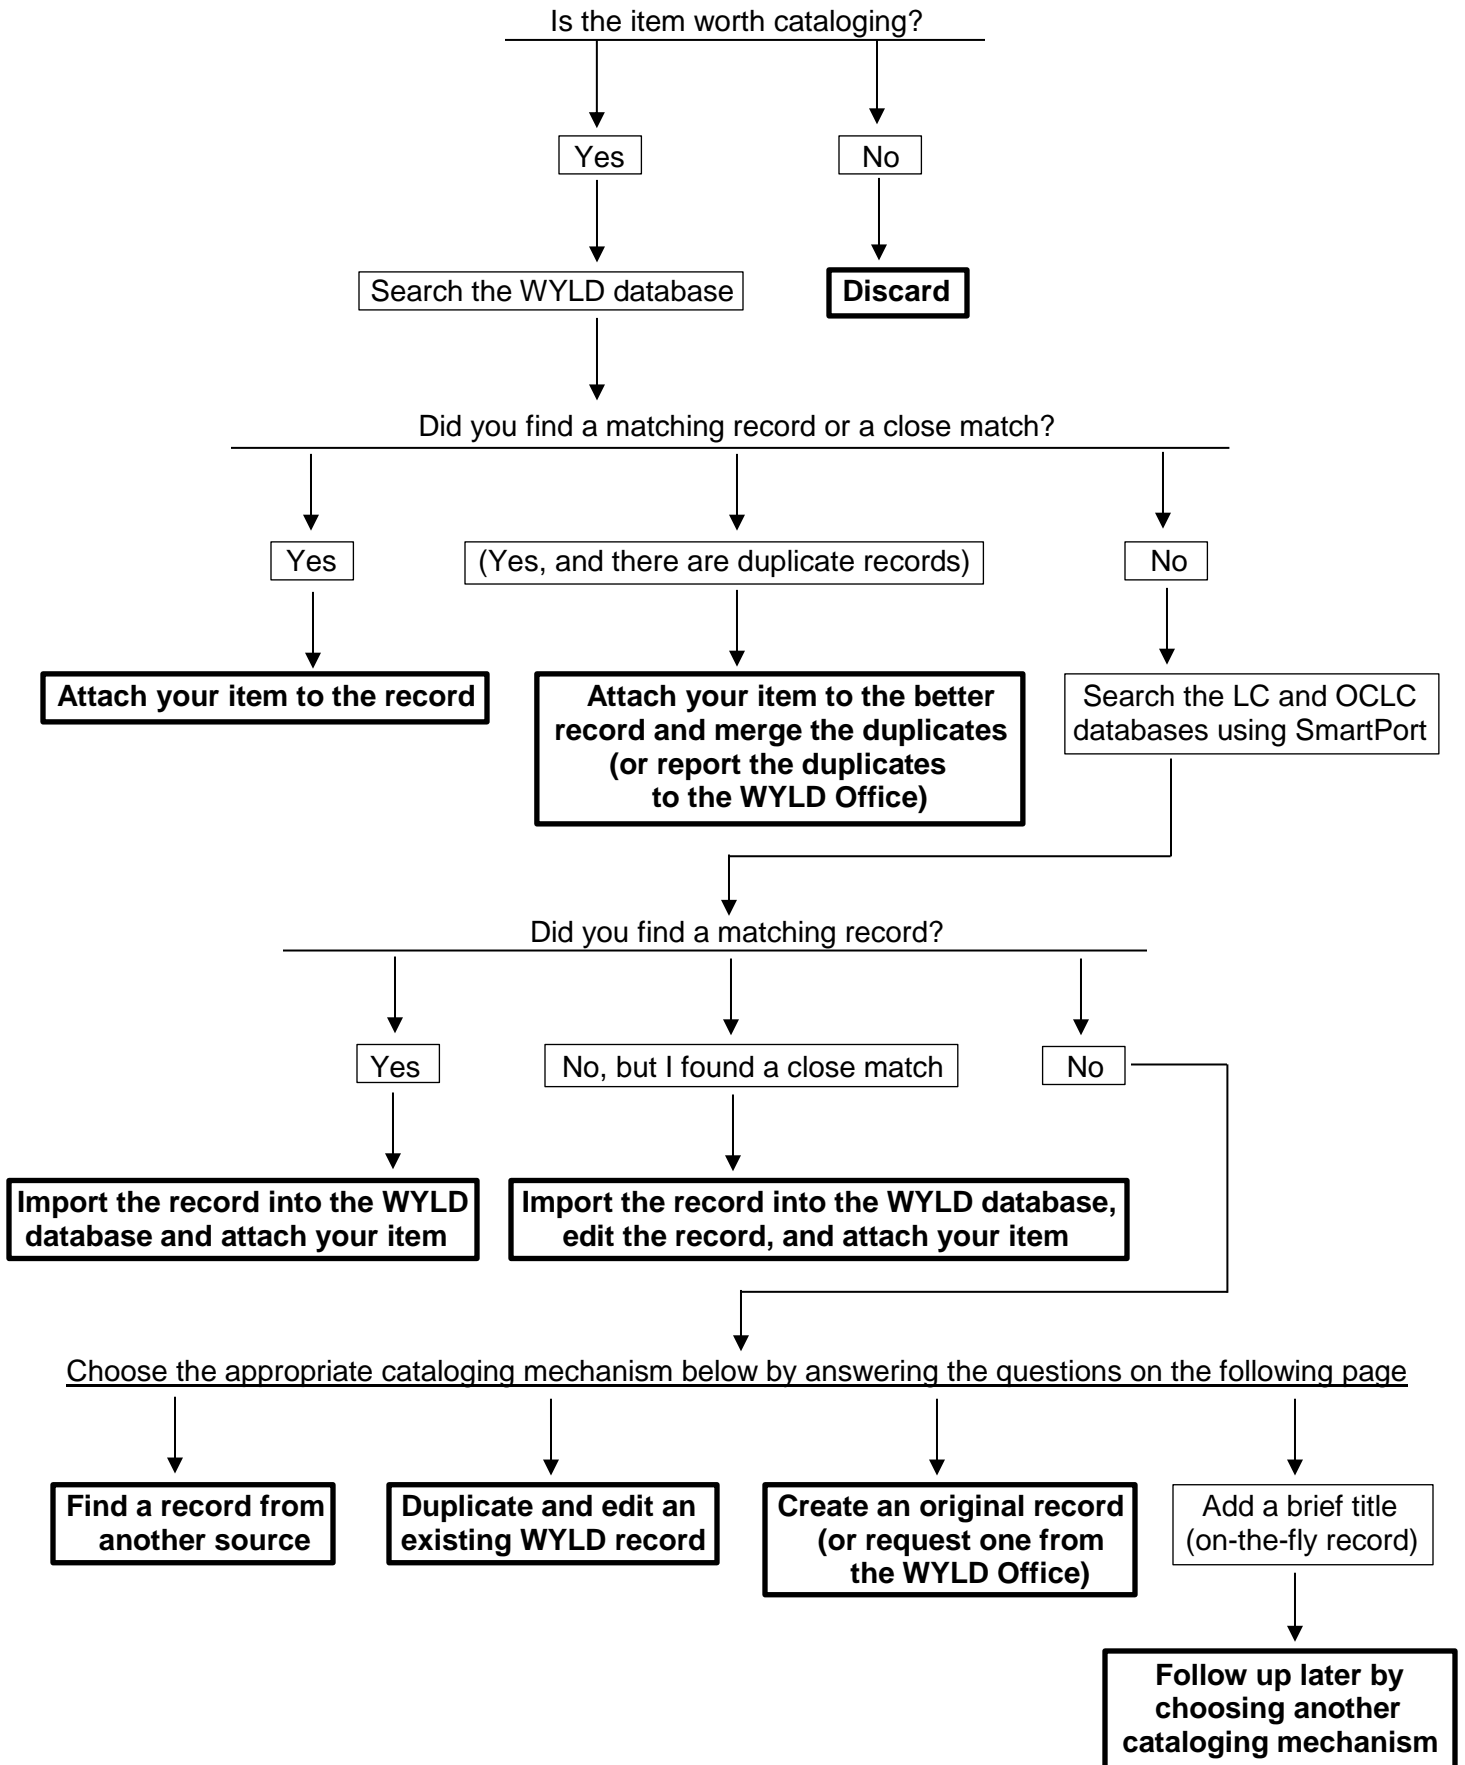 Is the item worth cataloging?
Yes
No
Search the WYLD database
Discard
Did you find a matching record or a close match?
Yes
(Yes, and there are duplicate records)
No
Attach your item to the record
Attach your item to the better
record and merge the duplicates
(or report the duplicates
to the WYLD Office)
Search the LC and OCLC
databases using SmartPort
Did you find a matching record?
Yes
No, but I found a close match
No
Import the record into the WYLD
database and attach your item
Import the record into the WYLD database,
edit the record, and attach your item
Choose the appropriate cataloging mechanism below by answering the questions on the following page
Find a record from
another source
Duplicate and edit an
existing WYLD record
Create an original record
(or request one from
the WYLD Office)
Add a brief title
(on-the-fly record)
Follow up later by
choosing another
cataloging mechanism